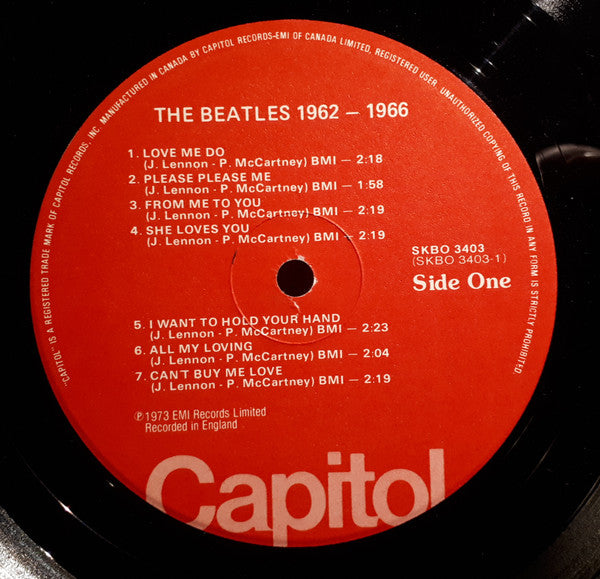 "CAPITOL" IS A REGISTERED TRADE MARK OF CAPITOL RECORDS, INC. MANUFACTURED IN CANADA BY CAPITOL RECORDS-EMI OF CANADA LIMITED, REGISTERED USER. UNAUTHORIZED COPYING OF THIS RECORD IN ANY FORM IS STRICTLY PROHIBITED.
THE BEATLES 1962 – 1966
1. LOVE ME DO
(J. Lennon - P. McCartney) BMI – 2:18
2. PLEASE PLEASE ME
(J. Lennon - P. McCartney) BMI – 1:58
3. FROM ME TO YOU
(J. Lennon - P. McCartney) BMI – 2:19
4. SHE LOVES YOU
(J. Lennon - P. McCartney) BMI – 2:19
SKBO 3403
(SKBO 3403-1)
Side One
5. I WANT TO HOLD YOUR HAND
(J. Lennon - P. McCartney) BMI – 2:23
6. ALL MY LOVING
(J. Lennon - P. McCartney) BMI – 2:04
7. CAN'T BUY ME LOVE
(J. Lennon - P. McCartney) BMI – 2:19
℗ 1973 EMI Records Limited
Recorded in England
Capitol